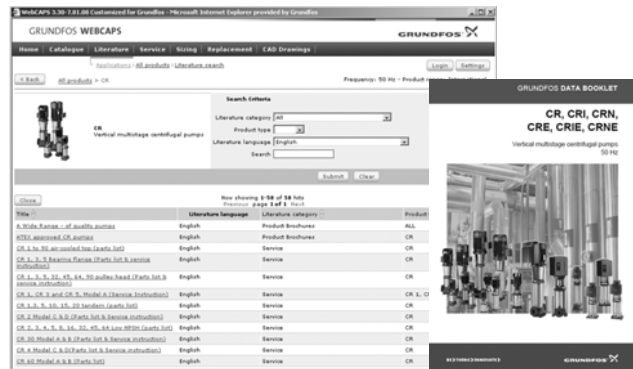 WebCAPS 3.30-7.01.08 Customized for Grundfos - Microsoft Internet Explorer provided by Grundfos
GRUNDFOS WEBCAPS
GRUNDFOS
Home Catalogue Literature Service Sizing Replacement CAD Drawings
Applications All products Literature search
Login Settings
< Back All products > CR
Frequency: 50 Hz - Product
International
Search Criteria
CR
Vertical multistage centrifugal pumps
Literature category All
Product type
Literature language English
Search
Submit Clear
Close
Now showing 1-58 of 58 hits
Previous page 1 of 1 Next
Title Literature language Literature category Product
A Wide Range - of quality pumps English Product Brochures ALL
ATEX approved CR pumps English Product Brochures CR
CR 1 to 90 air-cooled top (parts list) English Service CR
CR 1, 3, 5 Bearing flange (Parts list & service
instruction) English Service CR
CR 1, 3, 5, 32, 45, 64, 90 pulley head (Parts list &
service instruction) English Service CR
CR 1, CR 3 and CR 5, Model A (Service Instruction) English Service CR 1, C
CR 1,3, 5, 10, 15, 20 tandem (parts list) English Service CR
CR 2 Model C & D (Parts list & Service instruction) English Service CR
CR 2, 3, 4, 5, 8, 16, 32, 45, 64 Low NPSH (parts list) English Service CR
CR 30 Model A & B (Parts list & Service instruction) English Service CR
CR 4 Model C & D(Parts list & Service instruction) English Service CR
CR 60 Model A & B (Parts list) English Service CR
GRUNDFOS DATA BOOKLET
CR, CRI, CRN,
CRE, CRIE, CRNE
Vertical multistage centrifugal pumps
50 Hz
BE > THINK > INNOVATE >
GRUNDFOS